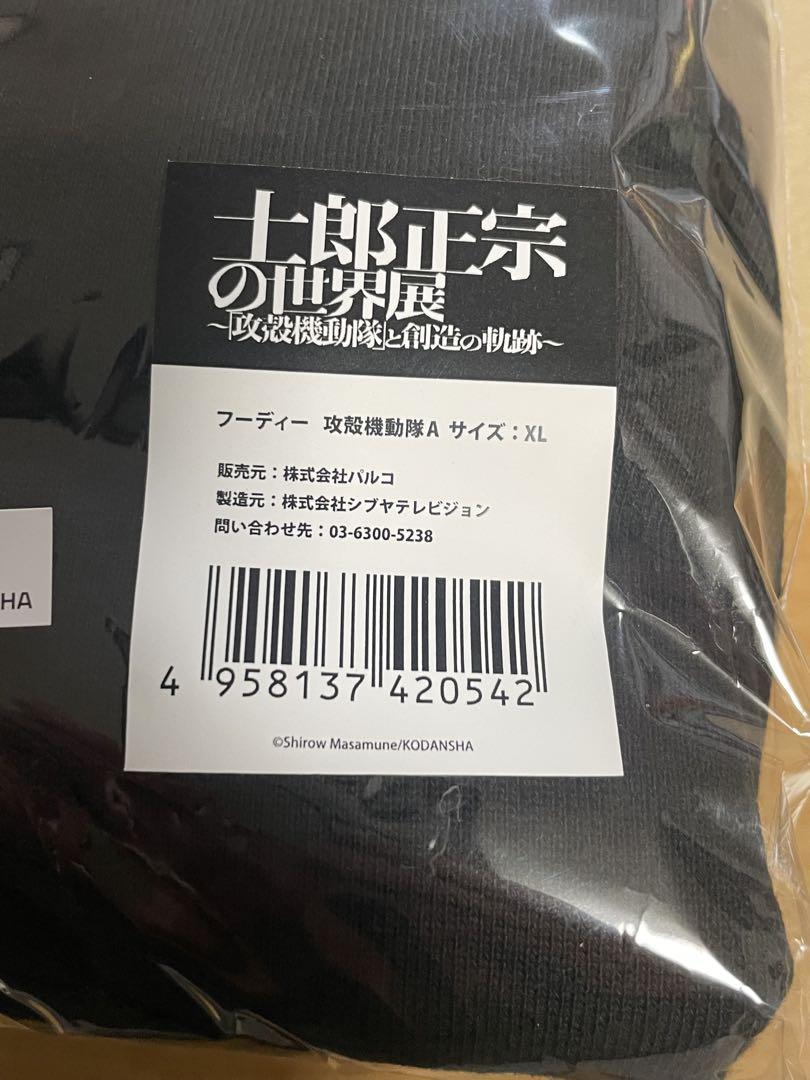 士郎正宗
の世界展
～「攻殻機動隊」と創造の軌跡～
フーディー 攻殻機動隊A サイズ：XL
販売元：株式会社パルコ
製造元：株式会社シブヤテレビジョン
問い合わせ先：03-6300-5238
HA
4 958137 420542
©Shirow Masamune/KODANSHA